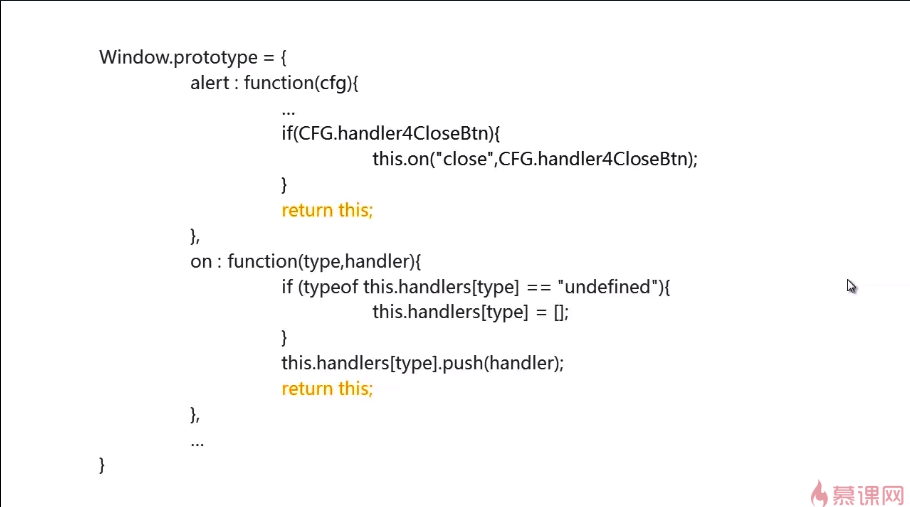 Window.prototype = {
alert : function(cfg){
...
if(CFG.handler4CloseBtn){
this.on("close",CFG.handler4CloseBtn);
}
return this;
},
on : function(type,handler){
if (typeof this.handlers[type] == "undefined"){
this.handlers[type] = [];
}
this.handlers[type].push(handler);
return this;
},
...
}
慕课网